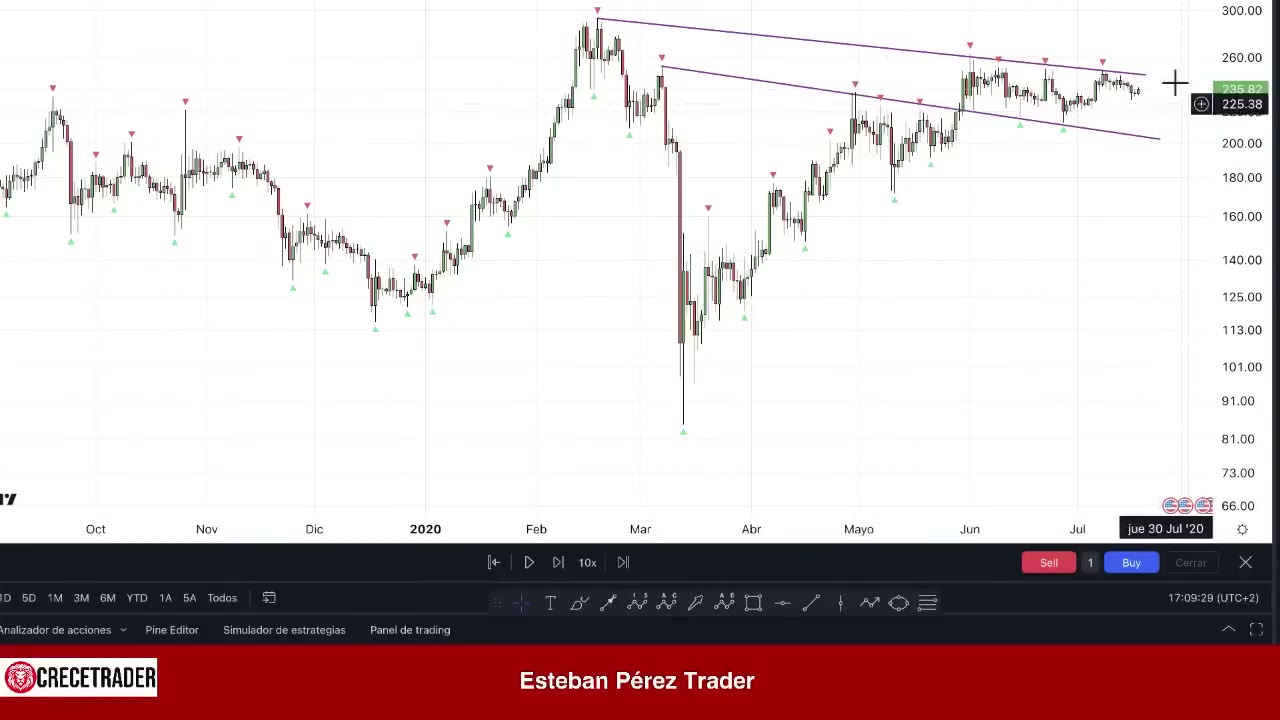 300.00
260.00
235.82
225.38
200.00
180.00
160.00
140.00
125.00
113.00
101.00
91.00
81.00
73.00
66.00
Oct Nov Dic 2020 Feb Mar Abr Mayo Jun Jul jue 30 Jul '20
10x Sell 1 Buy Cerrar
1D 5D 1M 3M 6M YTD 1A 5A Todos
17:09:29 (UTC+2)
Analizador de acciones Pine Editor Simulador de estrategias Panel de trading
CRECETRADER
Esteban Pérez Trader